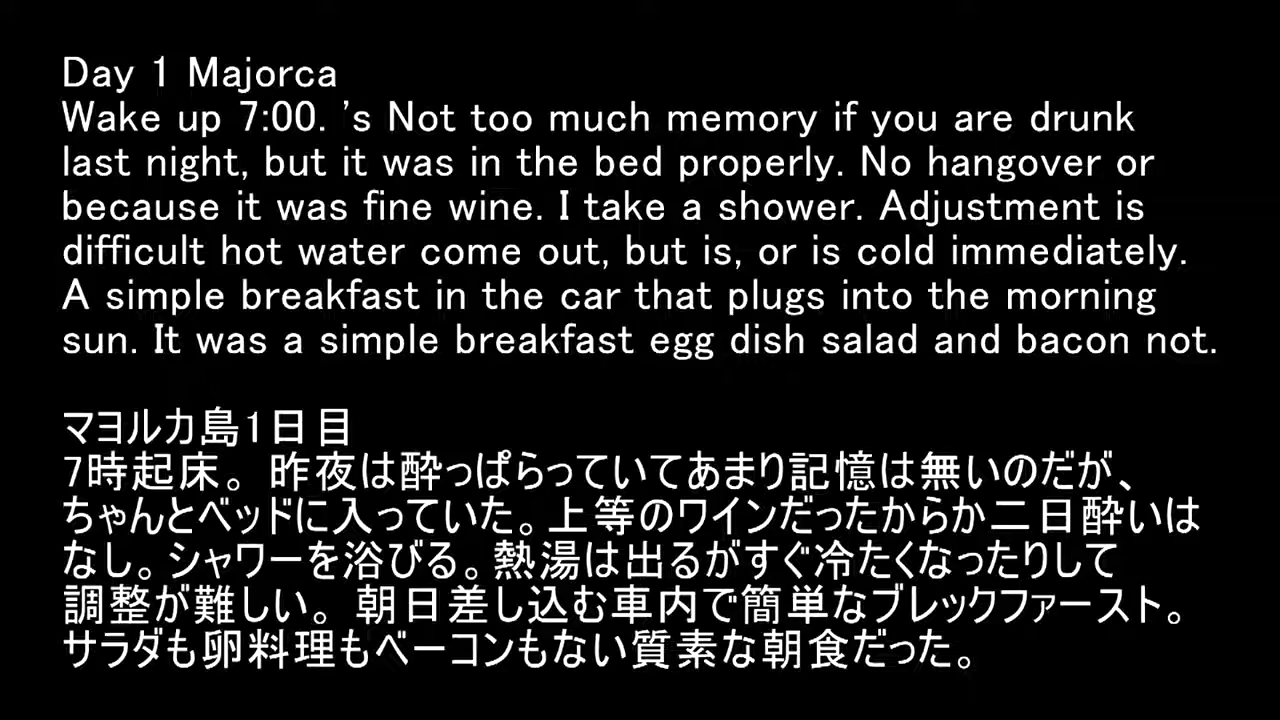 Day 1 Majorca
Wake up 7:00. 's Not too much memory if you are drunk
last night, but it was in the bed properly. No hangover or
because it was fine wine. I take a shower. Adjustment is
difficult hot water come out, but is, or is cold immediately.
A simple breakfast in the car that plugs into the morning
sun. It was a simple breakfast egg dish salad and bacon not.
マヨルカ島1日目
7時起床。昨夜は酔っぱらっていてあまり記憶は無いのだが、
ちゃんとベッドに入っていた。上等のワインだったからか二日酔いは
なし。シャワーを浴びる。熱湯は出るがすぐ冷たくなったりして
調整が難しい。朝日差し込む車内で簡単なブレックファースト。
サラダも卵料理もベーコンもない質素な朝食だった。